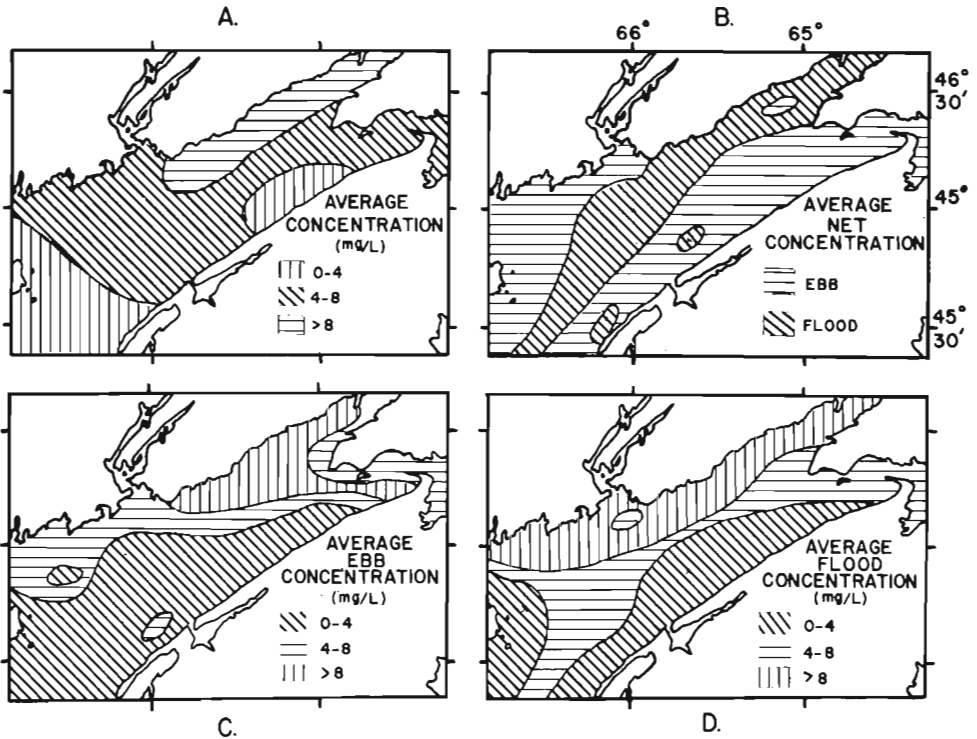 A.
AVERAGE
CONCENTRATION
(mg/L)
0-4
4-8
>8
B.
66° 65°
46°
30'
45°
45°
30'
AVERAGE
NET
CONCENTRATION
EBB
FLOOD
AVERAGE
EBB
CONCENTRATION
(mg/L)
0-4
4-8
>8
C.
AVERAGE
FLOOD
CONCENTRATION
(mg/L)
0-4
4-8
>8
D.